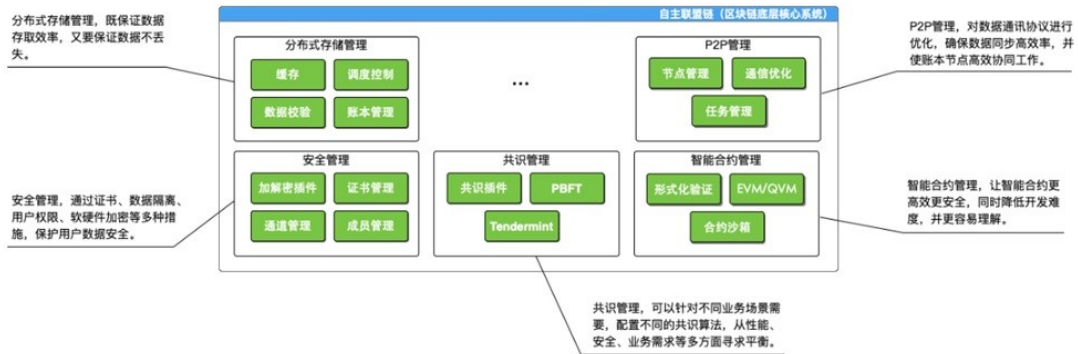 自主联盟链（区块链底层核心系统）
分布式存储管理，既保证数据
存取效率，又要保证数据不丢
失。
分布式存储管理
缓存
调度控制
数据校验
账本管理
...
P2P管理
节点管理
通信优化
任务管理
P2P管理，对数据通讯协议进行
优化，确保数据同步高效率，并
使账本节点高效协同工作。
安全管理，通过证书、数据隔离、
用户权限、软硬件加密等多种措
施，保护用户数据安全。
安全管理
加解密插件
证书管理
通道管理
成员管理
共识管理
共识插件
PBFT
Tendermint
智能合约管理
形式化验证
EVM/QVM
合约沙箱
智能合约管理，让智能合约更
高效更安全，同时降低开发难
度，并更容易理解。
共识管理，可以针对不同业务场景需
要，配置不同的共识算法，从性能、
安全、业务需求等多方面寻求平衡。